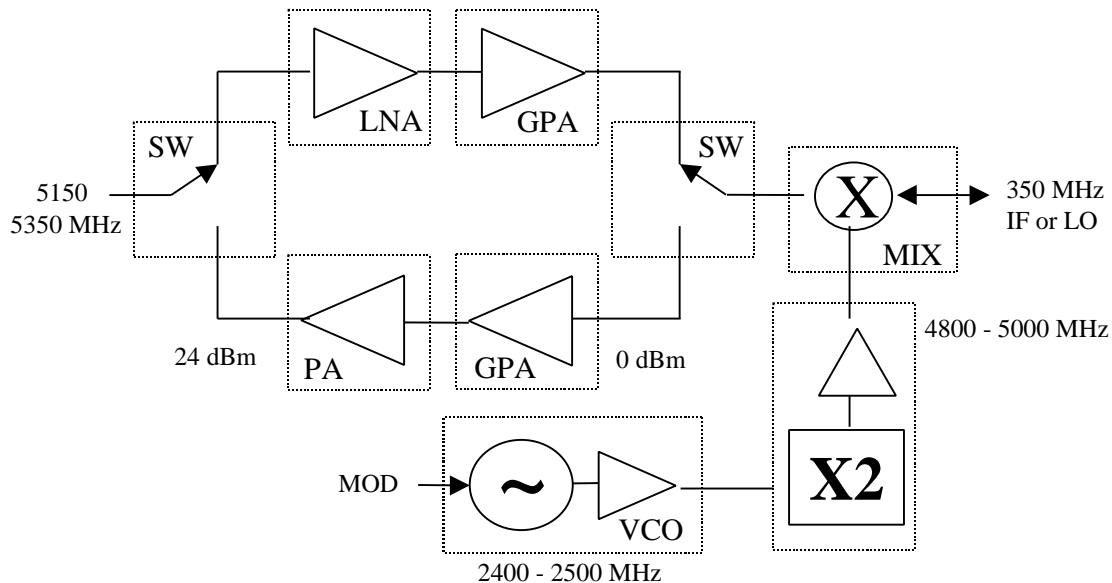 LNA
GPA
SW
SW
5150
5350 MHz
X
350 MHz
IF or LO
MIX
24 dBm
PA
GPA
0 dBm
4800 - 5000 MHz
MOD
~
VCO
X2
2400 - 2500 MHz